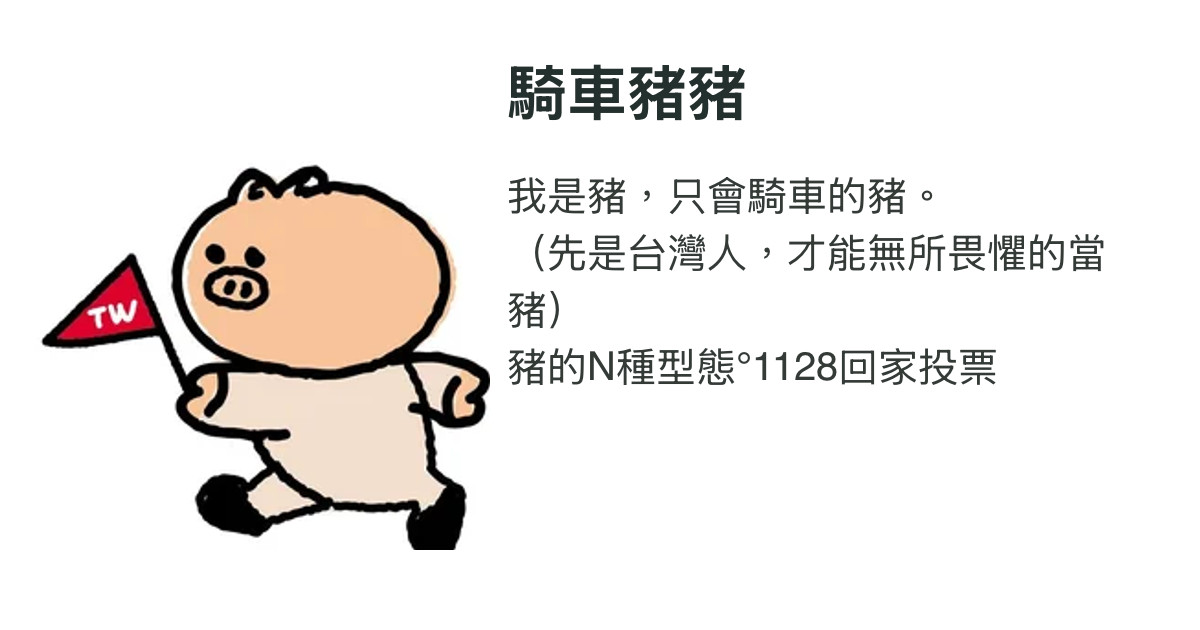 騎車豬豬
我是豬，只會騎車的豬。
（先是台灣人，才能無所畏懼的當
豬）
豬的N種型態°1128回家投票
TW